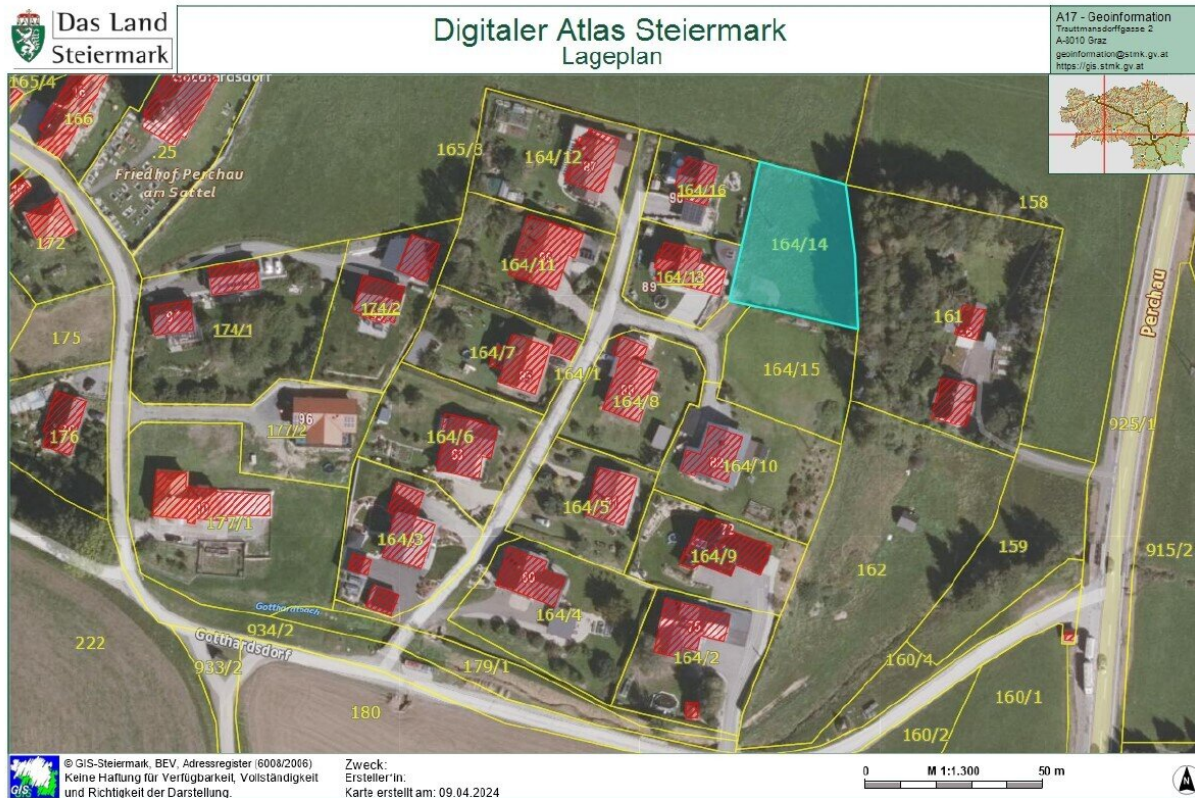 Das Land
Steiermark
Digitaler Atlas Steiermark
Lageplan
A17 - Geoinformation
Trauttmansdorffgasse 2
A-8010 Graz
geoinformation@stmk.gv.at
https://gis.stmk.gv.at
165/4
166
.25
Friedhof Perchau
am Sattel
165/3
164/12
87
164/16
164/14
158
172
164/11
89
164/13
161
Perchau
174/1
174/2
175
164/7
164/1
164/8
164/15
176
96
177/2
164/6
164/10
925/1
177/1
164/5
164/3
72
164/9
159
915/2
162
164/4
Gotthardsdorf
934/2
179/1
75
164/2
222
933/2
180
160/4
160/1
160/2
GIS
© GIS-Steiermark, BEV, Adressregister (6008/2006)
Keine Haftung für Verfügbarkeit, Vollständigkeit
und Richtigkeit der Darstellung.
Zweck:
Ersteller*in:
Karte erstellt am: 09.04.2024
0 M 1:1.300 50 m
N